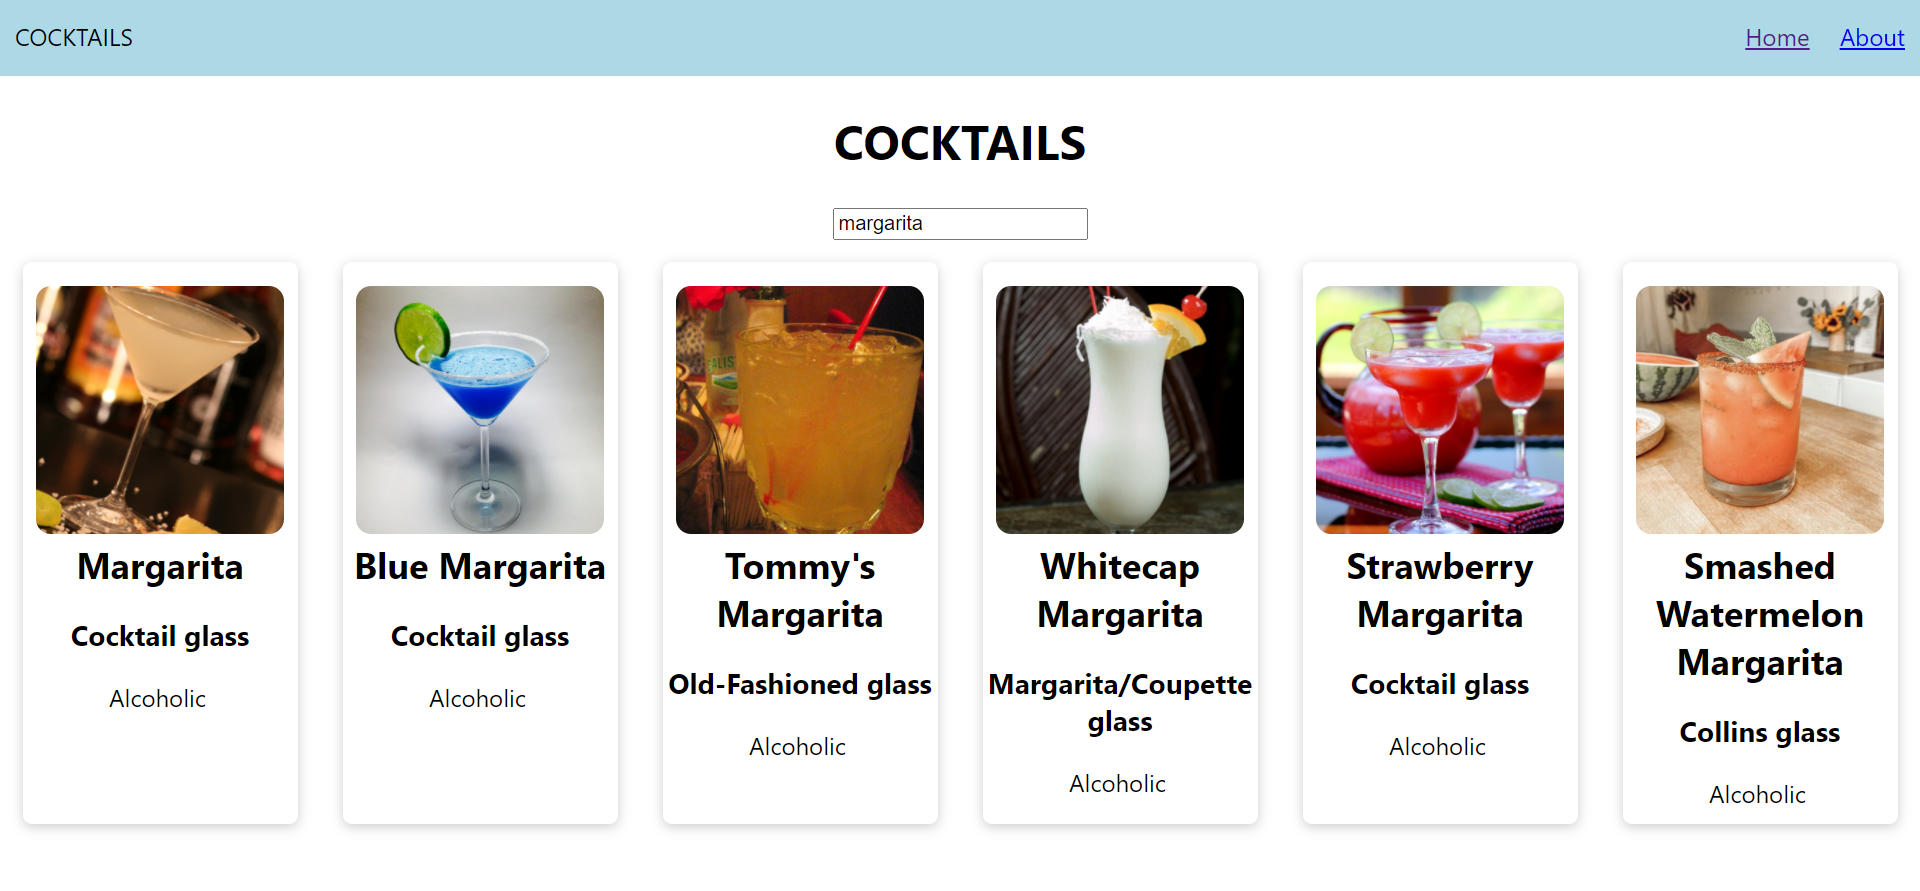 COCKTAILS
Home About
COCKTAILS
margarita
Margarita
Cocktail glass
Alcoholic
Blue Margarita
Cocktail glass
Alcoholic
Tommy's
Margarita
Old-Fashioned glass
Alcoholic
Whitecap
Margarita
Margarita/Coupette
glass
Alcoholic
Strawberry
Margarita
Cocktail glass
Alcoholic
Smashed
Watermelon
Margarita
Collins glass
Alcoholic